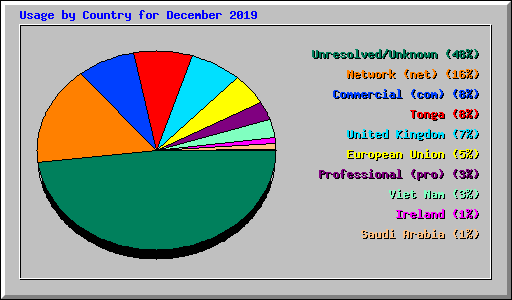 Usage by Country for December 2019
Unresolved/Unknown (48%)
Network (net) (16%)
Commercial (com) (8%)
Tonga (8%)
United Kingdom (7%)
European Union (5%)
Professional (pro) (3%)
Viet Nam (3%)
Ireland (1%)
Saudi Arabia (1%)